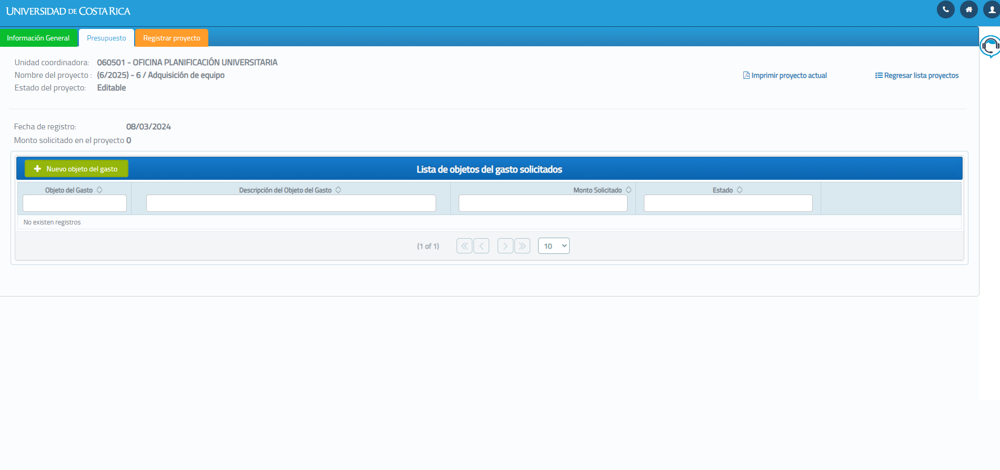 UNIVERSIDAD DE COSTA RICA
Información General Presupuesto Registrar proyecto
Unidad coordinadora: 060501 - OFICINA PLANIFICACIÓN UNIVERSITARIA
Nombre del proyecto : (6/2025) - 6 / Adquisición de equipo
Imprimir proyecto actual Regresar lista proyectos
Estado del proyecto: Editable
Fecha de registro: 08/03/2024
Monto solicitado en el proyecto 0
Nuevo objeto del gasto Lista de objetos del gasto solicitados
Objeto del Gasto Descripción del Objeto del Gasto Monto Solicitado Estado
No existen registros
(1 of 1) 10